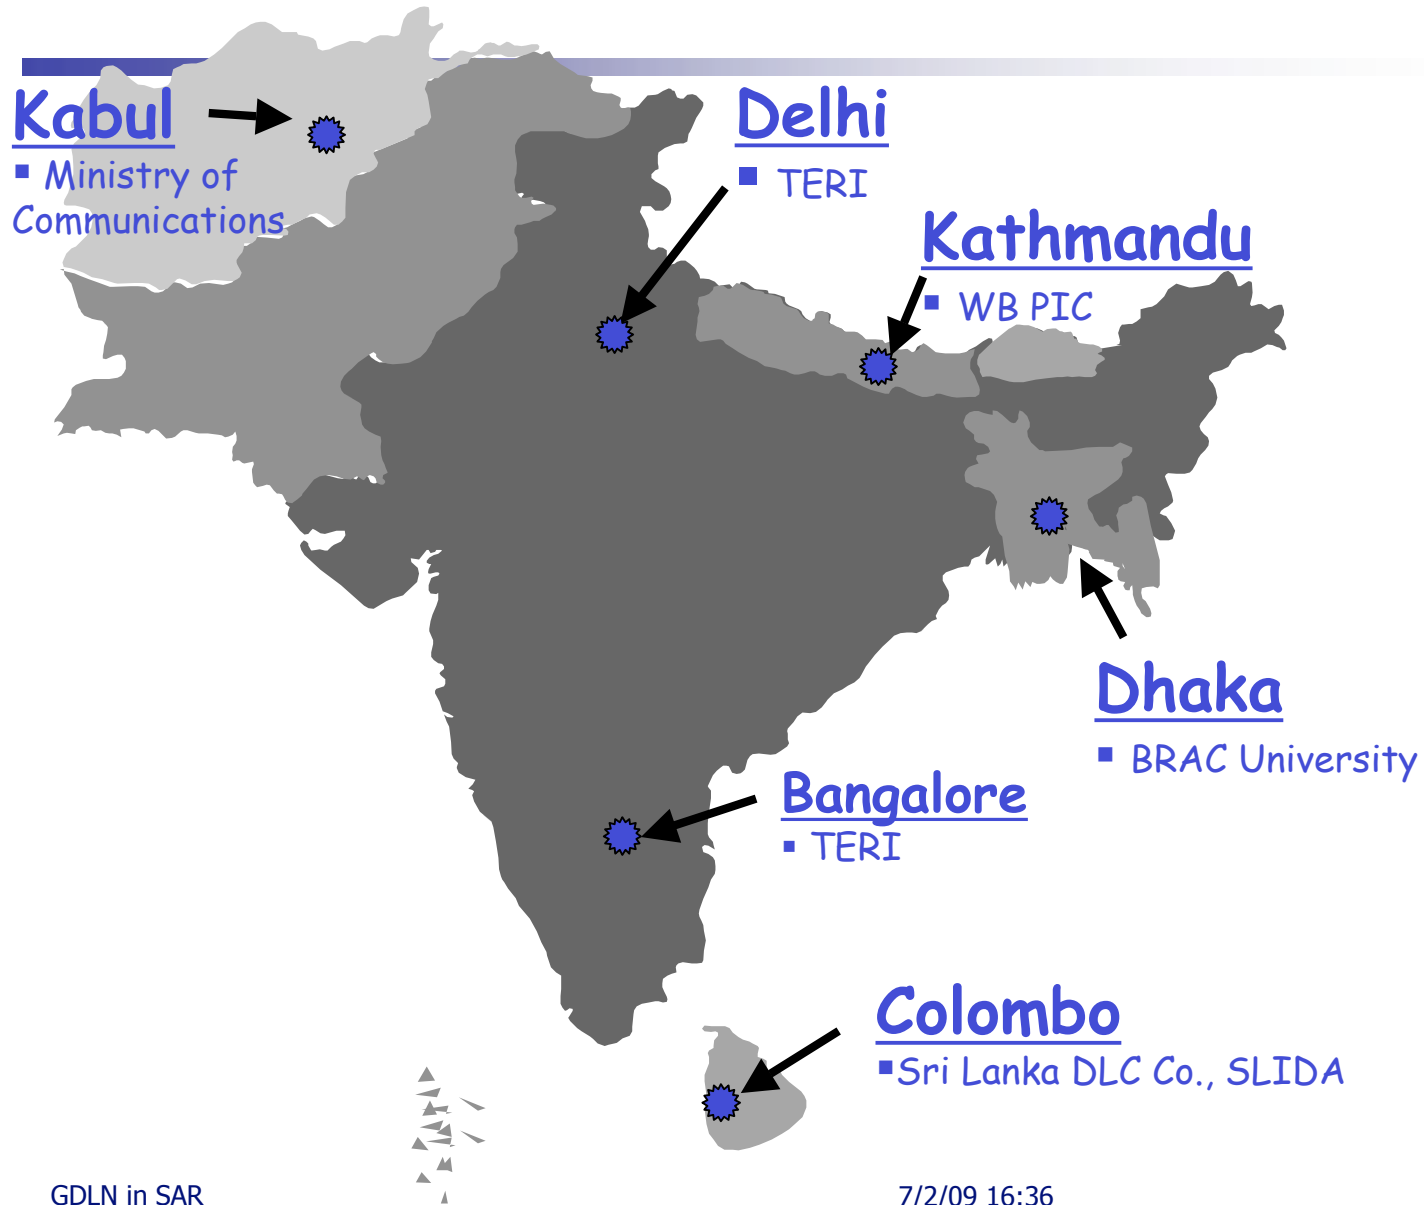 Kabul
▪ Ministry of
Communications
Delhi
▪ TERI
Kathmandu
▪ WB PIC
Dhaka
▪ BRAC University
Bangalore
▪ TERI
Colombo
▪Sri Lanka DLC Co., SLIDA
GDLN in SAR
7/2/09 16:36